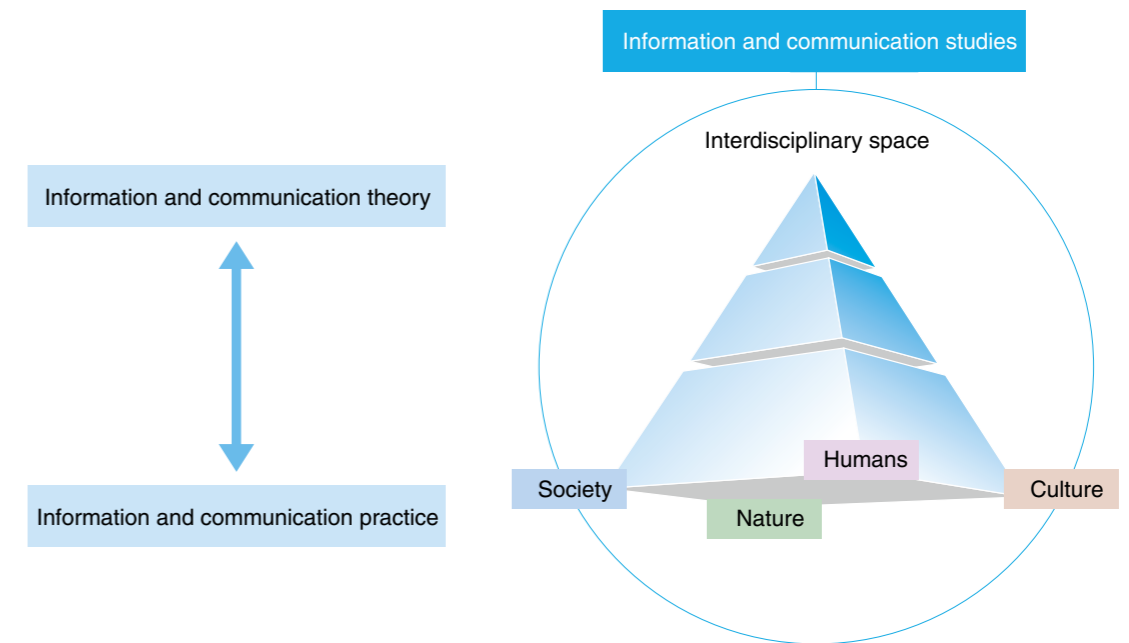 Information and communication studies
Interdisciplinary space
Information and communication theory
Humans
Society
Culture
Nature
Information and communication practice